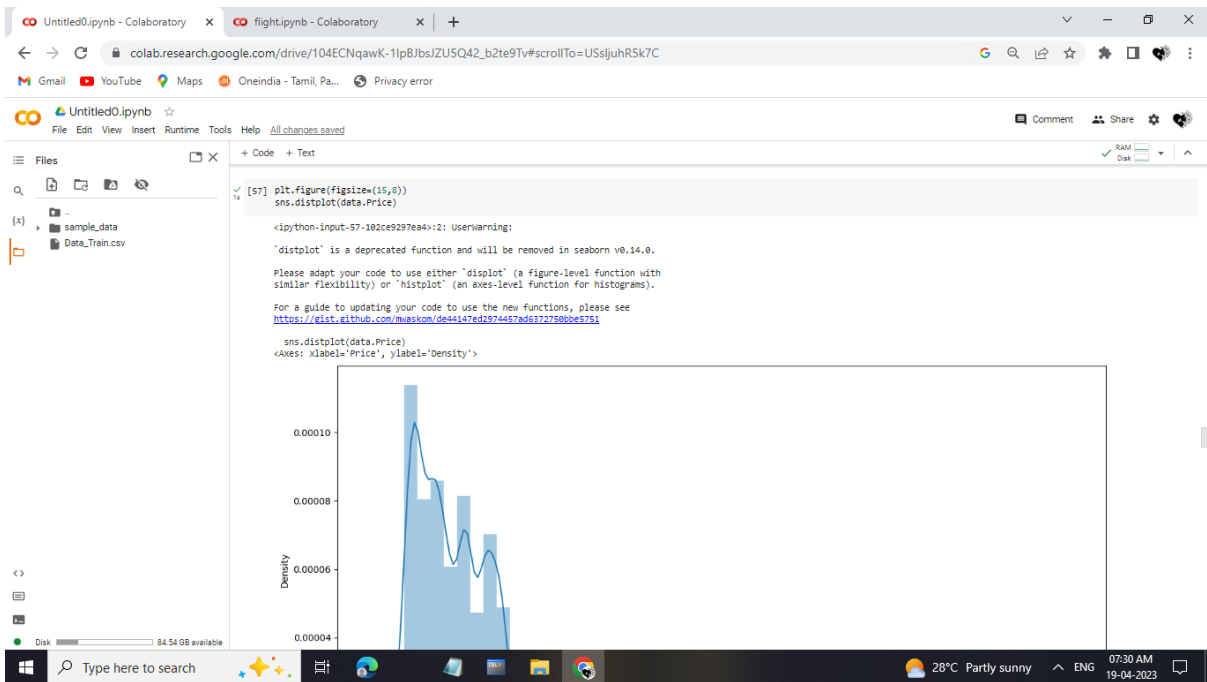 Untitled0.ipynb - Colaboratory
flight.ipynb - Colaboratory
colab.research.google.com/drive/104ECNqawK-1IpBJbsJZU5Q42_b2te9Tv#scrollTo=USsIjuhR5k7C
Gmail YouTube Maps Oneindia - Tamil, Pa... Privacy error
CO Untitled0.ipynb
File Edit View Insert Runtime Tools Help All changes saved
Comment Share
Files
+ Code + Text
RAM
Disk
{x}
..
sample_data
Data_Train.csv
1s
[57] plt.figure(figsize=(15,8))
sns.distplot(data.Price)
<ipython-input-57-102ce9297ea4>:2: UserWarning:
`distplot` is a deprecated function and will be removed in seaborn v0.14.0.
Please adapt your code to use either `displot` (a figure-level function with
similar flexibility) or `histplot` (an axes-level function for histograms).
For a guide to updating your code to use the new functions, please see
https://gist.github.com/mwaskom/de44147ed2974457ad6372750bbe5751
sns.distplot(data.Price)
<Axes: xlabel='Price', ylabel='Density'>
0.00010
0.00008
0.00006
0.00004
Density
<>
Disk 84.54 GB available
Type here to search
28°C Partly sunny
ENG
07:30 AM
19-04-2023